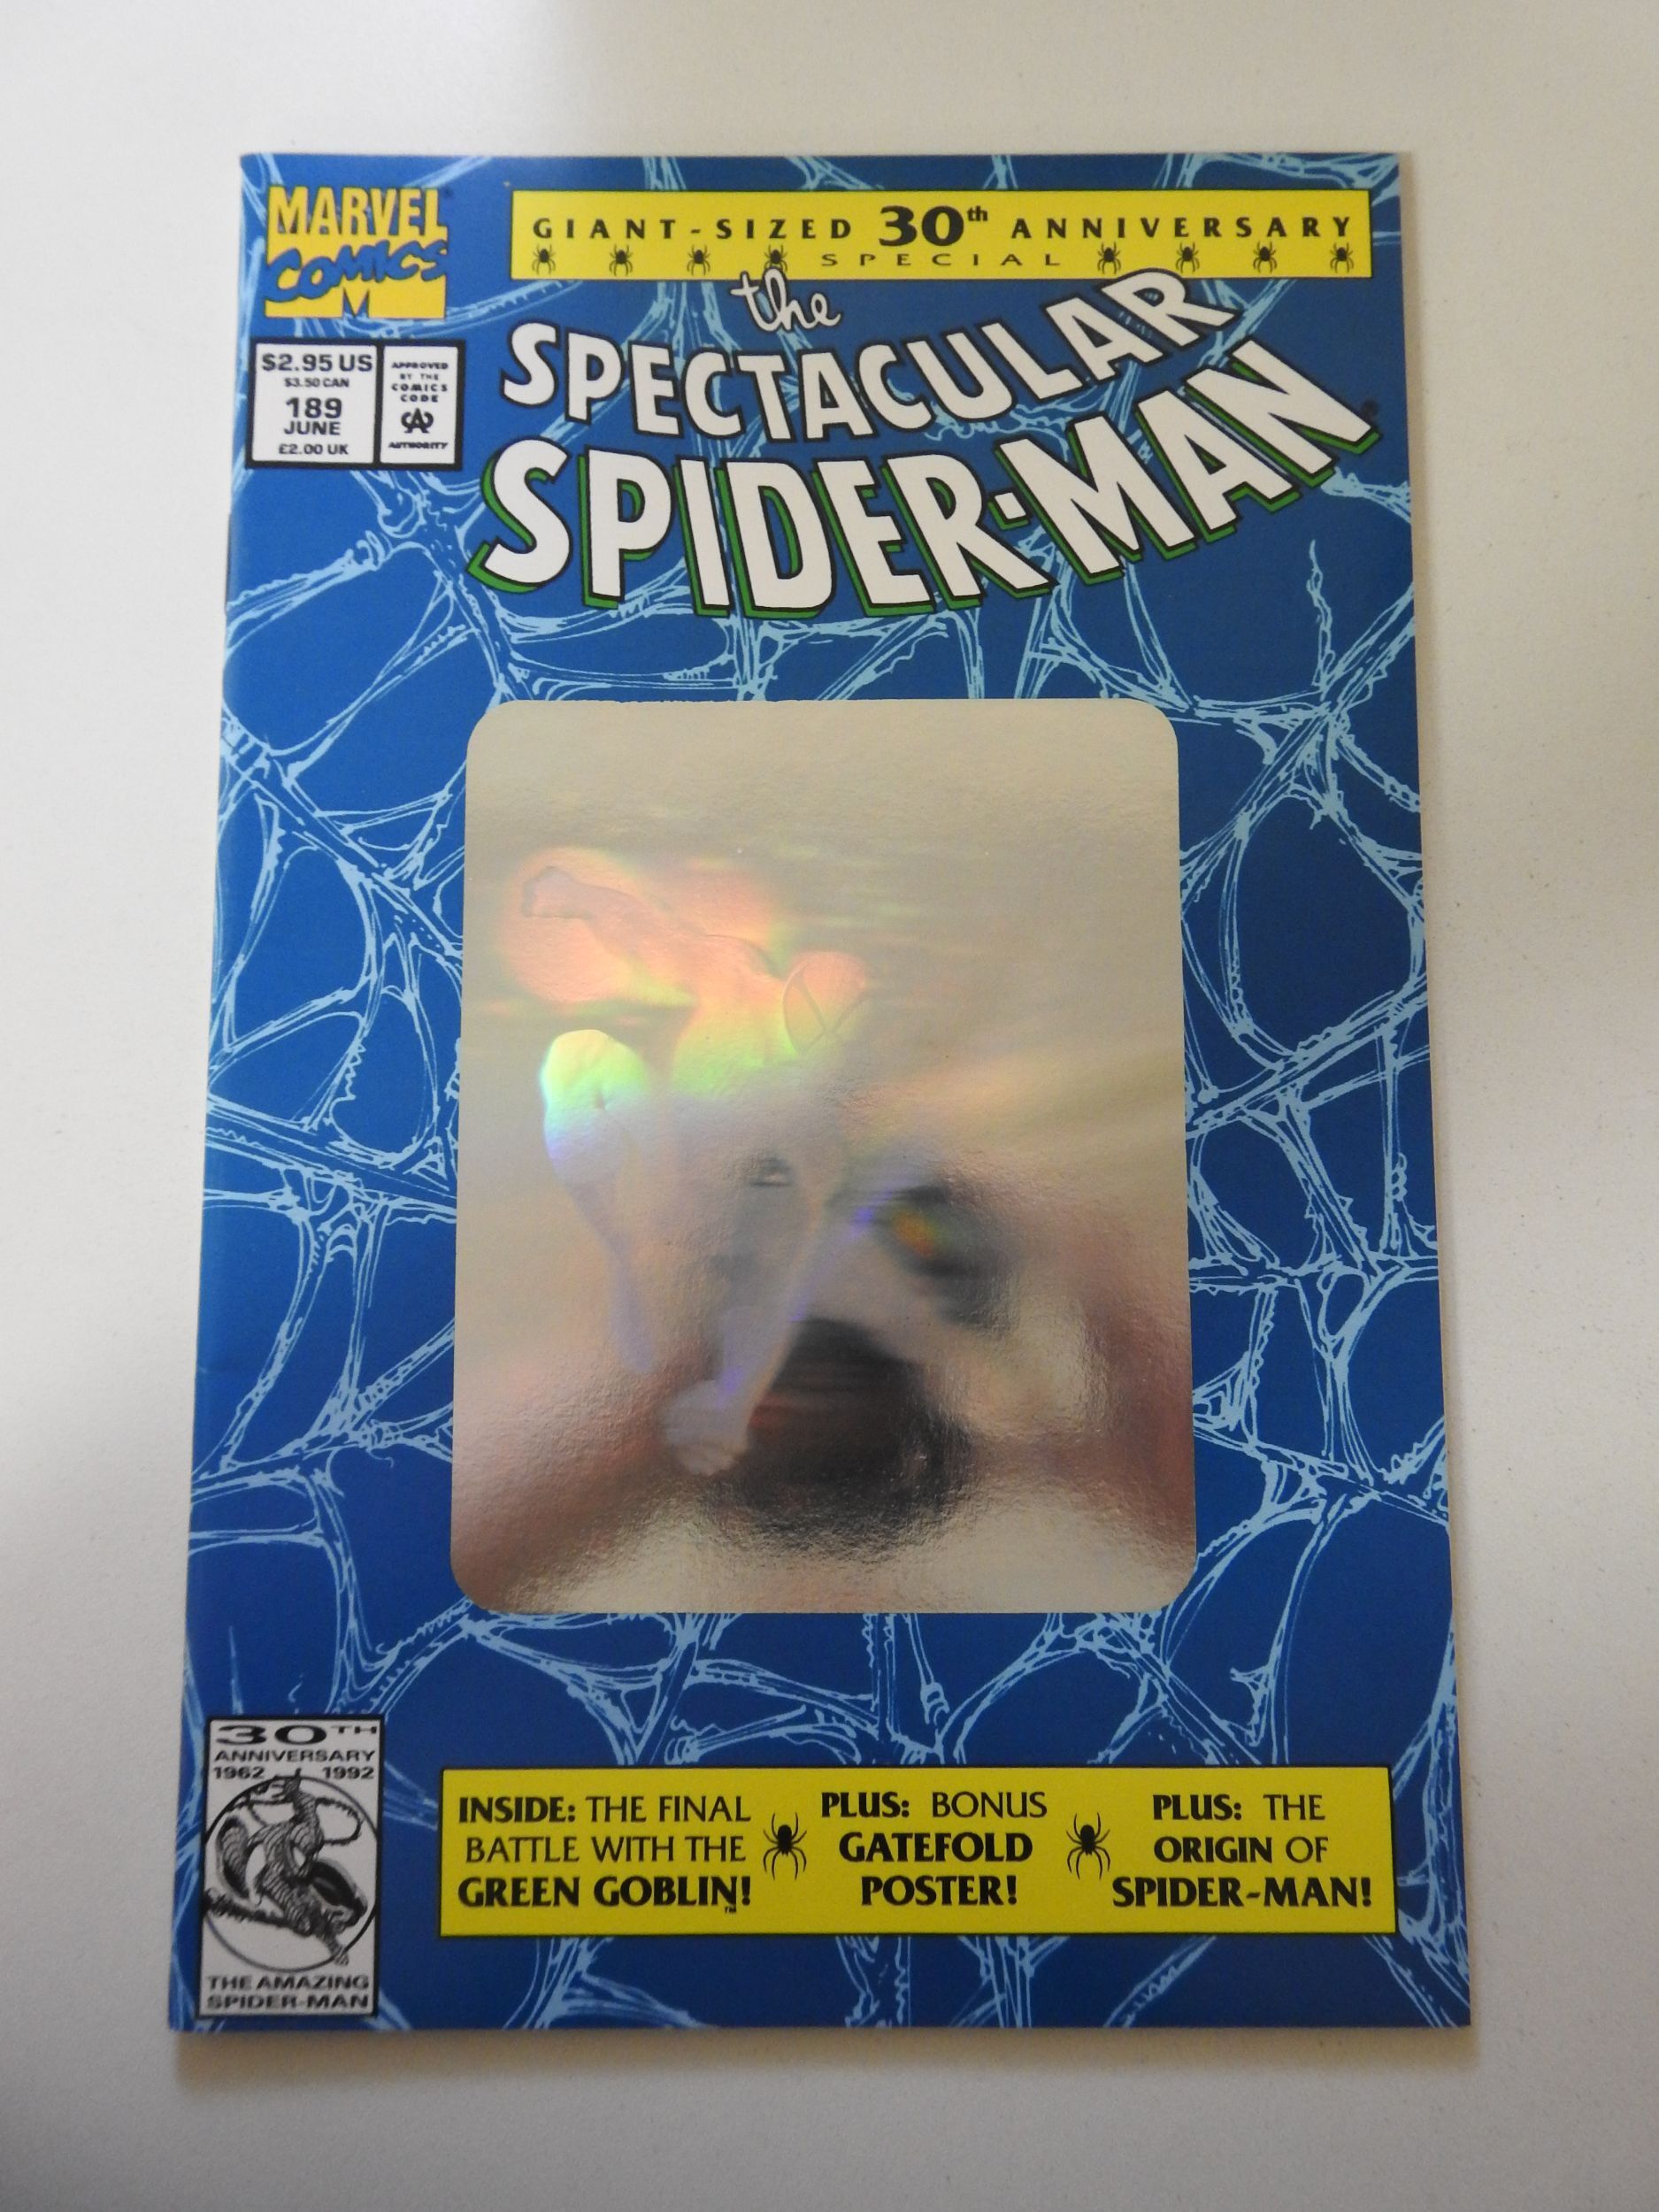 MARVEL
COMICS
GIANT-SIZED 30th ANNIVERSARY
SPECIAL
$2.95 US
$3.50 CAN
189
JUNE
£2.00 UK
APPROVED
BY THE
COMICS
CODE
CA
AUTHORITY
the
SPECTACULAR
SPIDER-MAN®
30TH
ANNIVERSARY
1962 1992
THE AMAZING
SPIDER-MAN
INSIDE: THE FINAL
BATTLE WITH THE
GREEN GOBLIN!
™
PLUS: BONUS
GATEFOLD
POSTER!
PLUS: THE
ORIGIN OF
SPIDER-MAN!